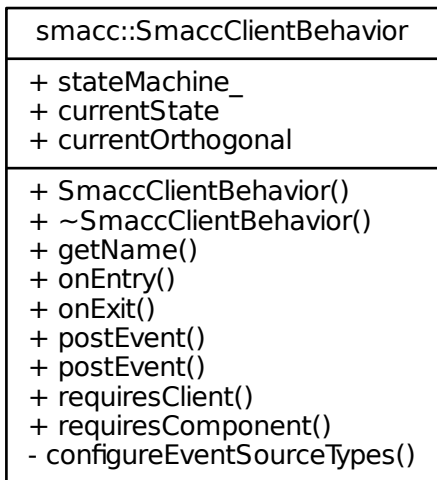 smacc::SmaccClientBehavior
+ stateMachine_
+ currentState
+ currentOrthogonal
+ SmaccClientBehavior()
+ ~SmaccClientBehavior()
+ getName()
+ onEntry()
+ onExit()
+ postEvent()
+ postEvent()
+ requiresClient()
+ requiresComponent()
- configureEventSourceTypes()